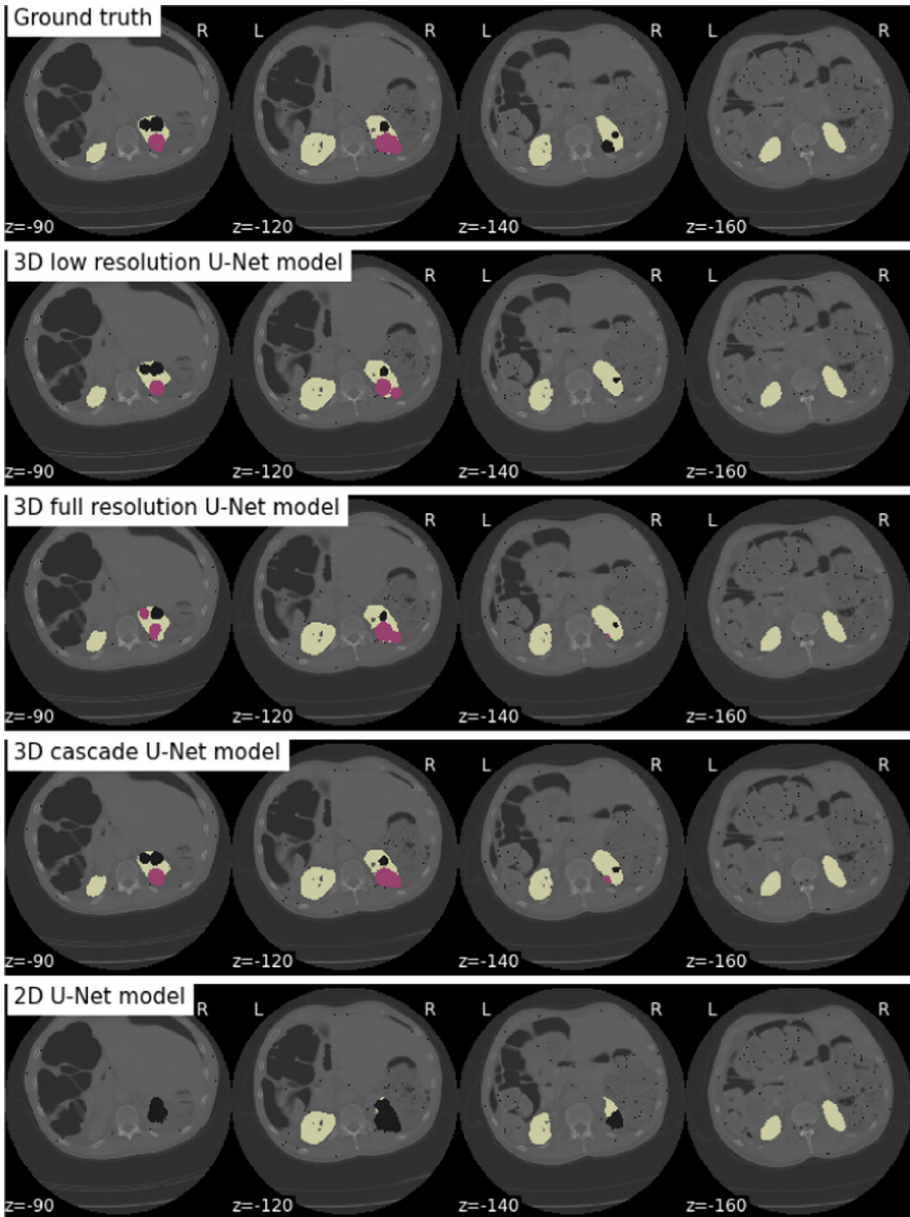 Ground truth
R L R L R L R
z=-90 z=-120 z=-140 z=-160
3D low resolution U-Net model
R L R L R
z=-90 z=-120 z=-140 z=-160
3D full resolution U-Net model
R L R L R
z=-90 z=-120 z=-140 z=-160
3D cascade U-Net model
R L R L R
z=-90 z=-120 z=-140 z=-160
2D U-Net model
R L R L R L R
z=-90 z=-120 z=-140 z=-160